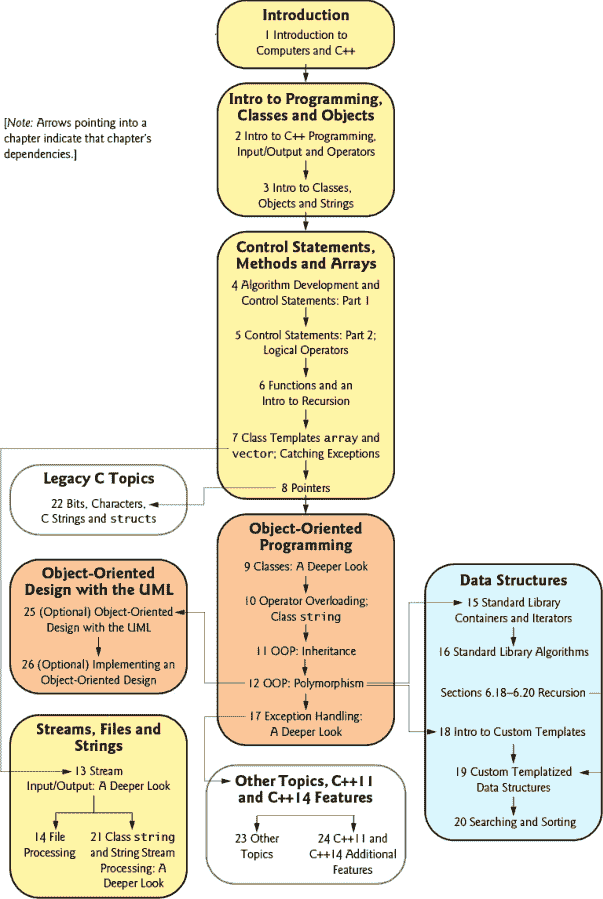 Introduction
1 Introduction to
Computers and C++
[Note: Arrows pointing into a
chapter indicate that chapter's
dependencies.]
Intro to Programming,
Classes and Objects
2 Intro to C++ Programming,
Input/Output and Operators
3 Intro to Classes,
Objects and Strings
Control Statements,
Methods and Arrays
4 Algorithm Development and
Control Statements: Part 1
5 Control Statements: Part 2;
Logical Operators
6 Functions and an
Intro to Recursion
7 Class Templates array and
vector; Catching Exceptions
8 Pointers
Legacy C Topics
22 Bits, Characters,
C Strings and structs
Object-Oriented
Programming
9 Classes: A Deeper Look
10 Operator Overloading;
Class string
11 OOP: Inheritance
12 OOP: Polymorphism
17 Exception Handling:
A Deeper Look
Object-Oriented
Design with the UML
25 (Optional) Object-Oriented
Design with the UML
26 (Optional) Implementing an
Object-Oriented Design
Data Structures
15 Standard Library
Containers and Iterators
16 Standard Library Algorithms
Sections 6.18–6.20 Recursion
18 Intro to Custom Templates
19 Custom Templatized
Data Structures
20 Searching and Sorting
Streams, Files and
Strings
13 Stream
Input/Output: A Deeper Look
14 File
Processing
21 Class string
and String Stream
Processing: A
Deeper Look
Other Topics, C++11
and C++14 Features
23 Other
Topics
24 C++11 and
C++14 Additional
Features